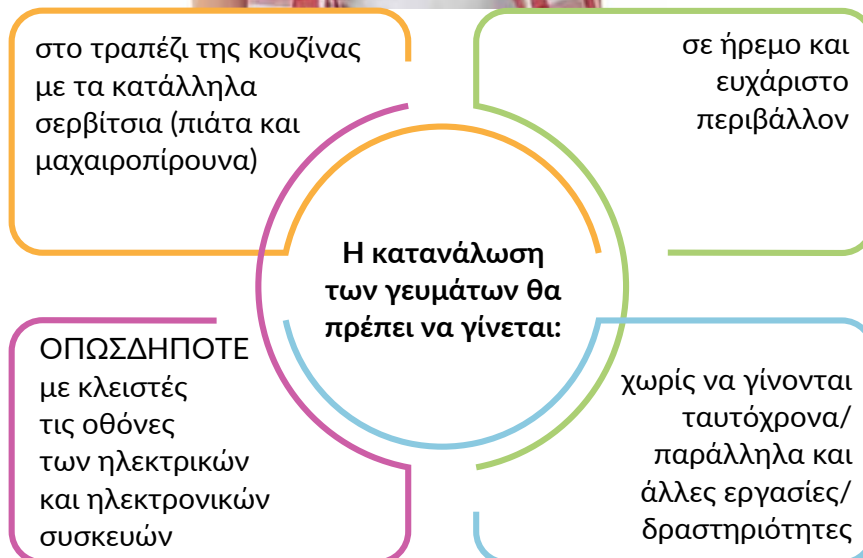 στο τραπέζι της κουζίνας
με τα κατάλληλα
σερβίτσια (πιάτα και
μαχαιροπίρουνα)
σε ήρεμο και
ευχάριστο
περιβάλλον
Η κατανάλωση
των γευμάτων θα
πρέπει να γίνεται:
ΟΠΩΣΔΗΠΟΤΕ
με κλειστές
τις οθόνες
των ηλεκτρικών
και ηλεκτρονικών
συσκευών
χωρίς να γίνονται
ταυτόχρονα/
παράλληλα και
άλλες εργασίες/
δραστηριότητες